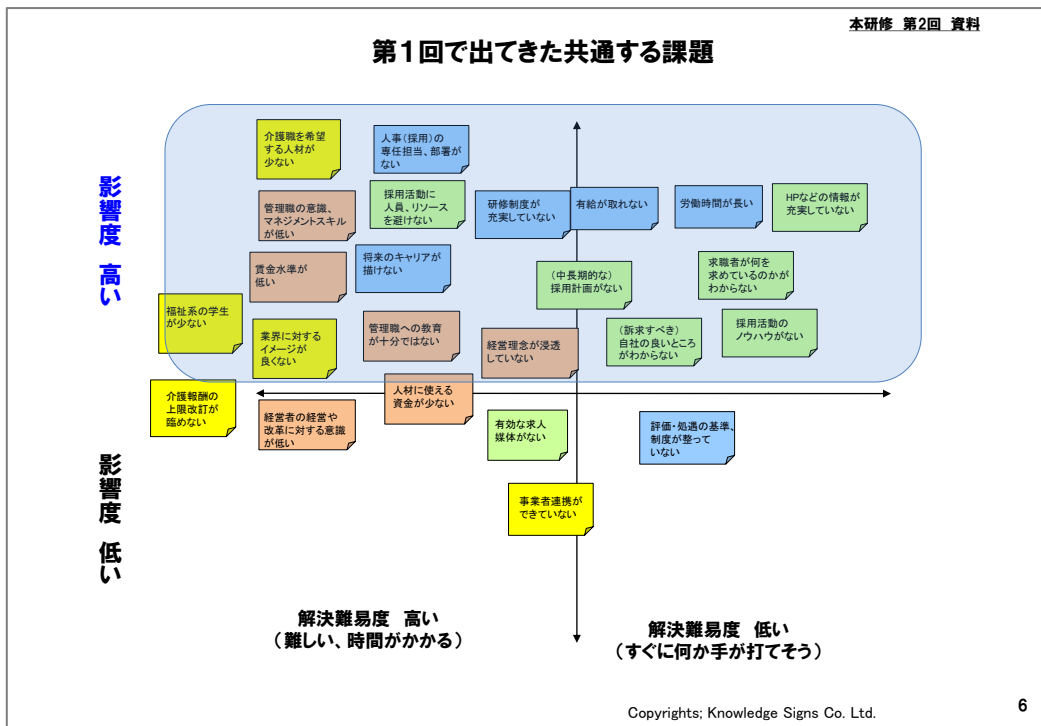 本研修 第2回 資料
第1回で出てきた共通する課題
影響度 高い
影響度 低い
介護職を希望
する人材が
少ない
人事(採用)の
専任担当、部署が
ない
管理職の意識、
マネジメントスキル
が低い
採用活動に
人員、リソース
を避けない
研修制度が
充実していない
有給が取れない
労働時間が長い
HPなどの情報が
充実していない
賃金水準が
低い
将来のキャリアが
描けない
(中長期的な)
採用計画がない
求職者が何を
求めているのかが
わからない
福祉系の学生
が少ない
業界に対する
イメージが
良くない
管理職への教育
が十分ではない
経営理念が浸透
していない
(訴求すべき)
自社の良いところ
がわからない
採用活動の
ノウハウがない
介護報酬の
上限改訂が
臨めない
経営者の経営や
改革に対する意識
が低い
人材に使える
資金が少ない
有効な求人
媒体がない
評価・処遇の基準、
制度が整って
いない
事業者連携が
できていない
解決難易度 高い
(難しい、時間がかかる)
解決難易度 低い
(すぐに何か手が打てそう)
Copyrights; Knowledge Signs Co. Ltd.
6